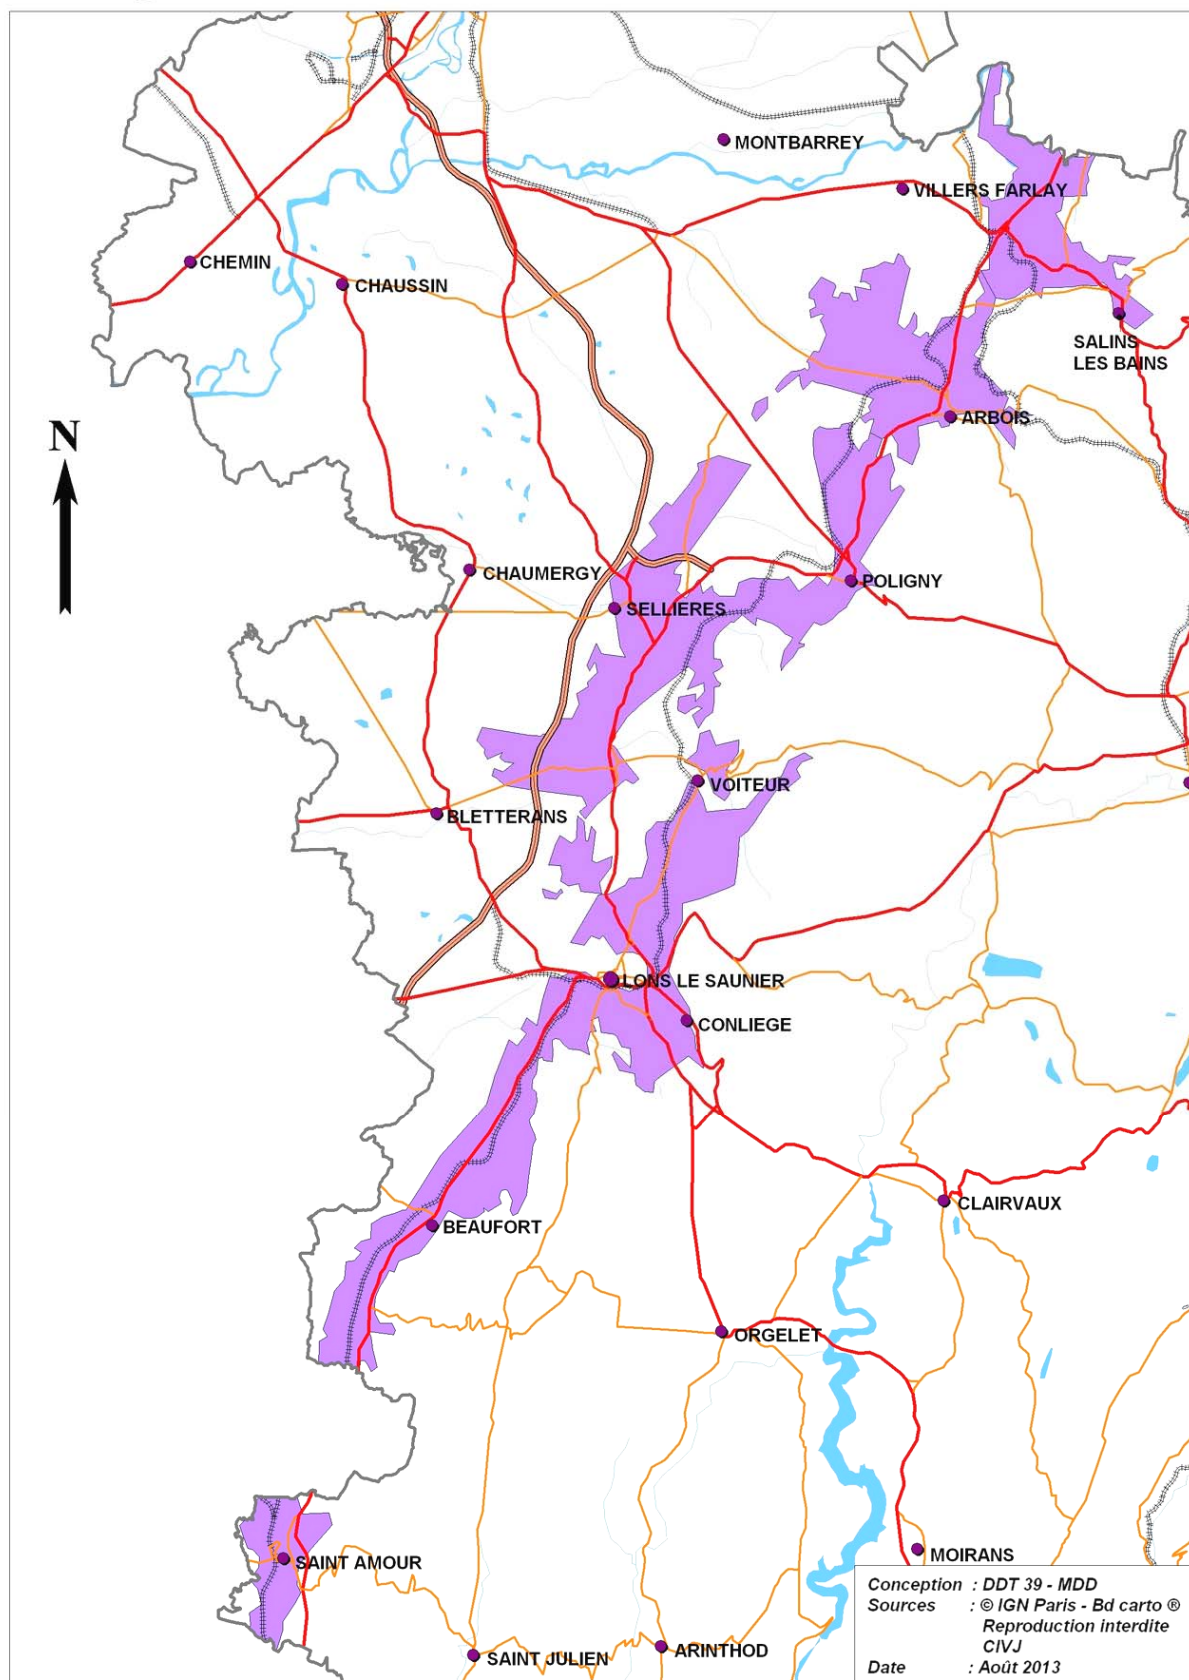 MONTBARREY
VILLERS FARLAY
CHEMIN
CHAUSSIN
SALINS
LES BAINS
ARBOIS
N
CHAUMERGY
POLIGNY
SELLIERES
VOITEUR
BLETTERANS
LONS LE SAUNIER
CONLIEGE
CLAIRVAUX
BEAUFORT
ORGELET
MOIRANS
SAINT AMOUR
ARINTHOD
SAINT JULIEN
Conception : DDT 39 - MDD
Sources : © IGN Paris - Bd carto ®
Reproduction interdite
CIVJ
Date : Août 2013